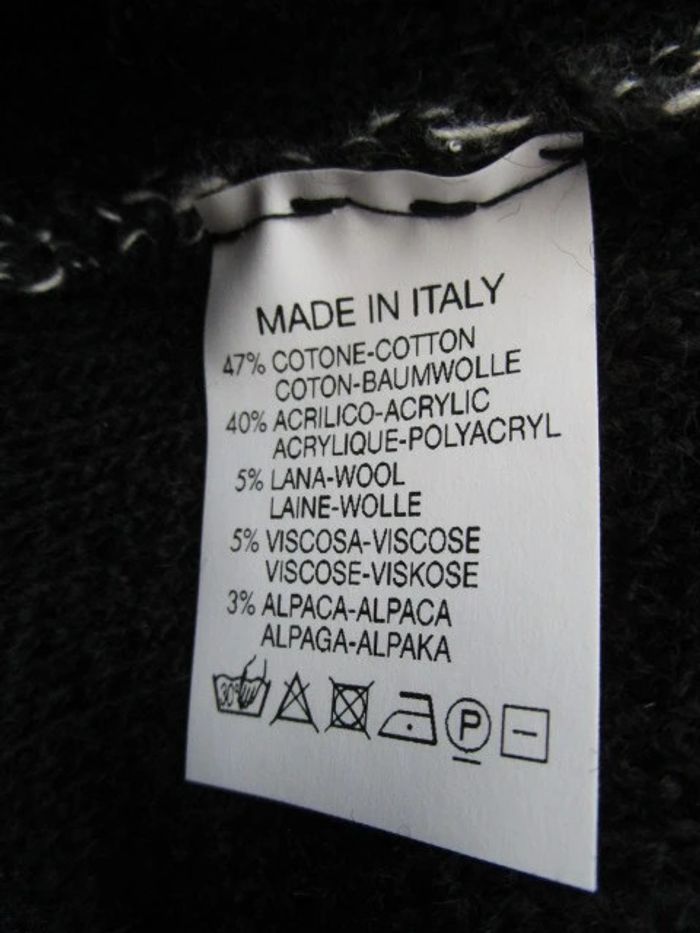 MADE IN ITALY
47% COTONE-COTTON
COTON-BAUMWOLLE
40% ACRILICO-ACRYLIC
ACRYLIQUE-POLYACRYL
5% LANA-WOOL
LAINE-WOLLE
5% VISCOSA-VISCOSE
VISCOSE-VISKOSE
3% ALPACA-ALPACA
ALPAGA-ALPAKA
30° P